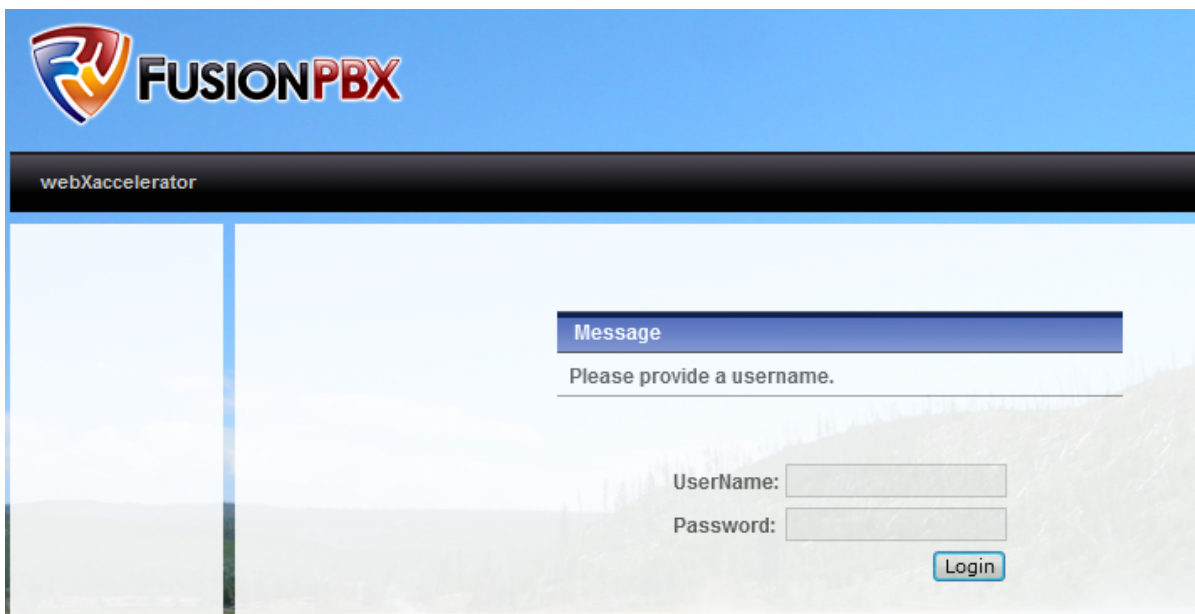 FUSIONPBX
webXaccelerator
Message
Please provide a username.
UserName:
Password:
Login